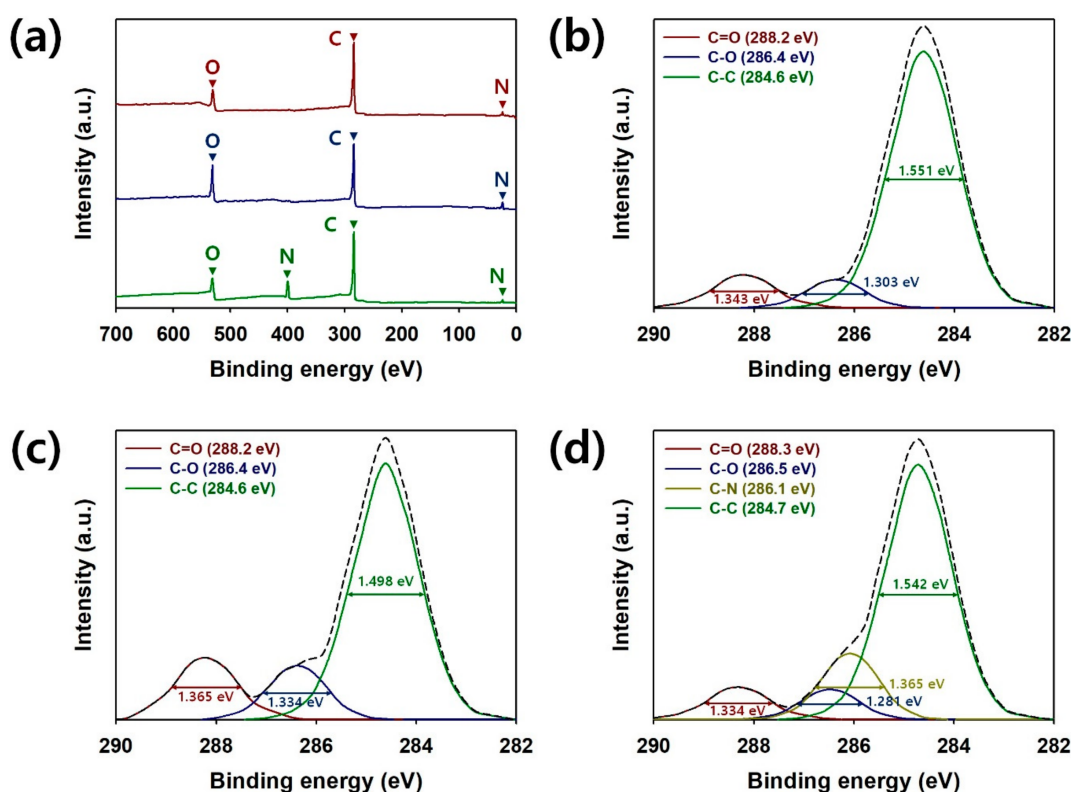 (a)
O
C
N
O
C
N
O
N
C
N
Intensity (a.u.)
700 600 500 400 300 200 100 0
Binding energy (eV)
(b)
C=O (288.2 eV)
C-O (286.4 eV)
C-C (284.6 eV)
1.551 eV
1.303 eV
1.343 eV
Intensity (a.u.)
290 288 286 284 282
Binding energy (eV)
(c)
C=O (288.2 eV)
C-O (286.4 eV)
C-C (284.6 eV)
1.498 eV
1.365 eV
1.334 eV
Intensity (a.u.)
290 288 286 284 282
Binding energy (eV)
(d)
C=O (288.3 eV)
C-O (286.5 eV)
C-N (286.1 eV)
C-C (284.7 eV)
1.542 eV
1.365 eV
1.281 eV
1.334 eV
Intensity (a.u.)
290 288 286 284 282
Binding energy (eV)